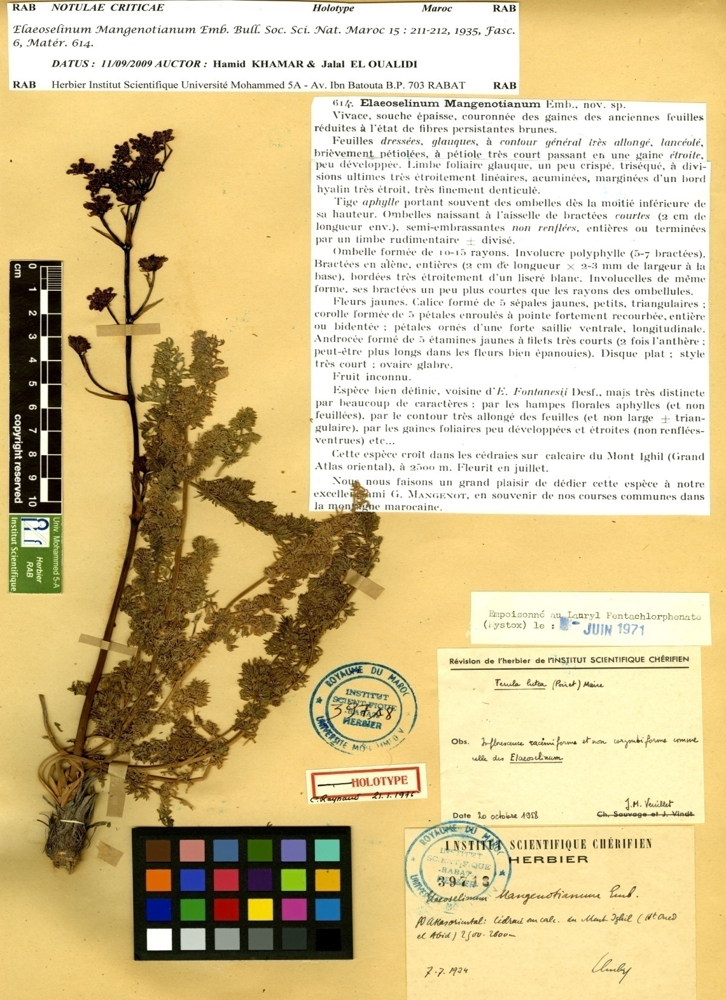 RAB NOTULAE CRITICAE Holotype Maroc RAB
Elaeoselinum Mangenotianum Emb. Bull. Soc. Sci. Nat. Maroc 15 : 211-212, 1935, Fasc.
6, Matér. 614.
DATUS : 11/09/2009 AUCTOR : Hamid KHAMAR & Jalal EL OUALIDI
RAB Herbier Institut Scientifique Université Mohammed 5A - Av. Ibn Batouta B.P. 703 RABAT RAB
614. Elaeoselinum Mangenotianum Emb., nov. sp.
Vivace, souche épaisse, couronnée des gaines des anciennes feuilles
réduites à l'état de fibres persistantes brunes.
Feuilles dressées, glauques, à contour général très allongé, lancéolé,
brièvement pétiolées, à pétiole très court passant en une gaine étroite,
peu développée. Limbe foliaire glauque, un peu crispé, triséqué, à divi-
sions ultimes très étroitement linéaires, acuminées, marginées d'un bord
hyalin très étroit, très finement denticulé.
Tige aphylle portant souvent des ombelles dès la moitié inférieure de
sa hauteur. Ombelles naissant à l'aisselle de bractées courtes (2 cm de
longueur env.), semi-embrassantes non renflées, entières ou terminées
par un limbe rudimentaire ± divisé.
Ombelle formée de 10-15 rayons. Involucre polyphylle (5-7 bractées).
Bractées en alène, entières (2 cm de longueur × 2-3 mm de largeur à la
base), bordées très étroitement d'un liseré blanc. Involucelles de même
forme, ses bractées un peu plus courtes que les rayons des ombellules.
Fleurs jaunes. Calice formé de 5 sépales jaunes, petits, triangulaires ;
corolle formée de 5 pétales enroulés à pointe fortement recourbée, entière
ou bidentée ; pétales ornés d'une forte saillie ventrale, longitudinale.
Androcée formé de 5 étamines jaunes à filets très courts (2 fois l'anthère ;
peut-être plus longs dans les fleurs bien épanouies). Disque plat ; style
très court ; ovaire glabre.
Fruit inconnu.
Espèce bien définie, voisine d'E. Fontanesii Desf., mais très distincte
par beaucoup de caractères : par les hampes florales aphylles (et non
feuillées), par le contour très allongé des feuilles (et non large ± trian-
gulaire), par les gaines foliaires peu développées et étroites (non renflées-
ventrues) etc...
Cette espèce croît dans les cédraies sur calcaire du Mont Ighil (Grand
Atlas oriental), à 2500 m. Fleurit en juillet.
Nous nous faisons un grand plaisir de dédier cette espèce à notre
excellent ami G. MANGENOT, en souvenir de nos courses communes dans
la montagne marocaine.
cm 0 1 2 3 4 5 6 7 8 9 10
copyright reserved
Univ. Mohammed 5-A
Herbier
RAB
Institut Scientifique
Empoisonné au Lauryl Pentachlorphenate
(Mystox) le : JUIN 1971
Révision de l'herbier de l'INSTITUT SCIENTIFIQUE CHÉRIFIEN
Ferula lutea (Poiret) Maire
Obs. Inflorescence racémiforme et non corymbiforme comme
celle des Elaeoselinum
J.M. Veuillet
Date 20 octobre 1958 Ch. Sauvage et J. Vindt
ROYAUME DU MAROC
INSTITUT
SCIENTIFIQUE
-RABAT-
HERBIER
39718
HOLOTYPE
C. Raynaud 21.1.1976
ROYAUME DU MAROC
INSTITUT
SCIENTIFIQUE
-RABAT-
INSTITUT SCIENTIFIQUE CHÉRIFIEN
HERBIER
39718
Elaeoselinum Mangenotianum Emb.
Atlas oriental: Cédraie sur calc. du Mont Ighil (Ht Oued
el Abid) 2500-2600m
7.7.1934